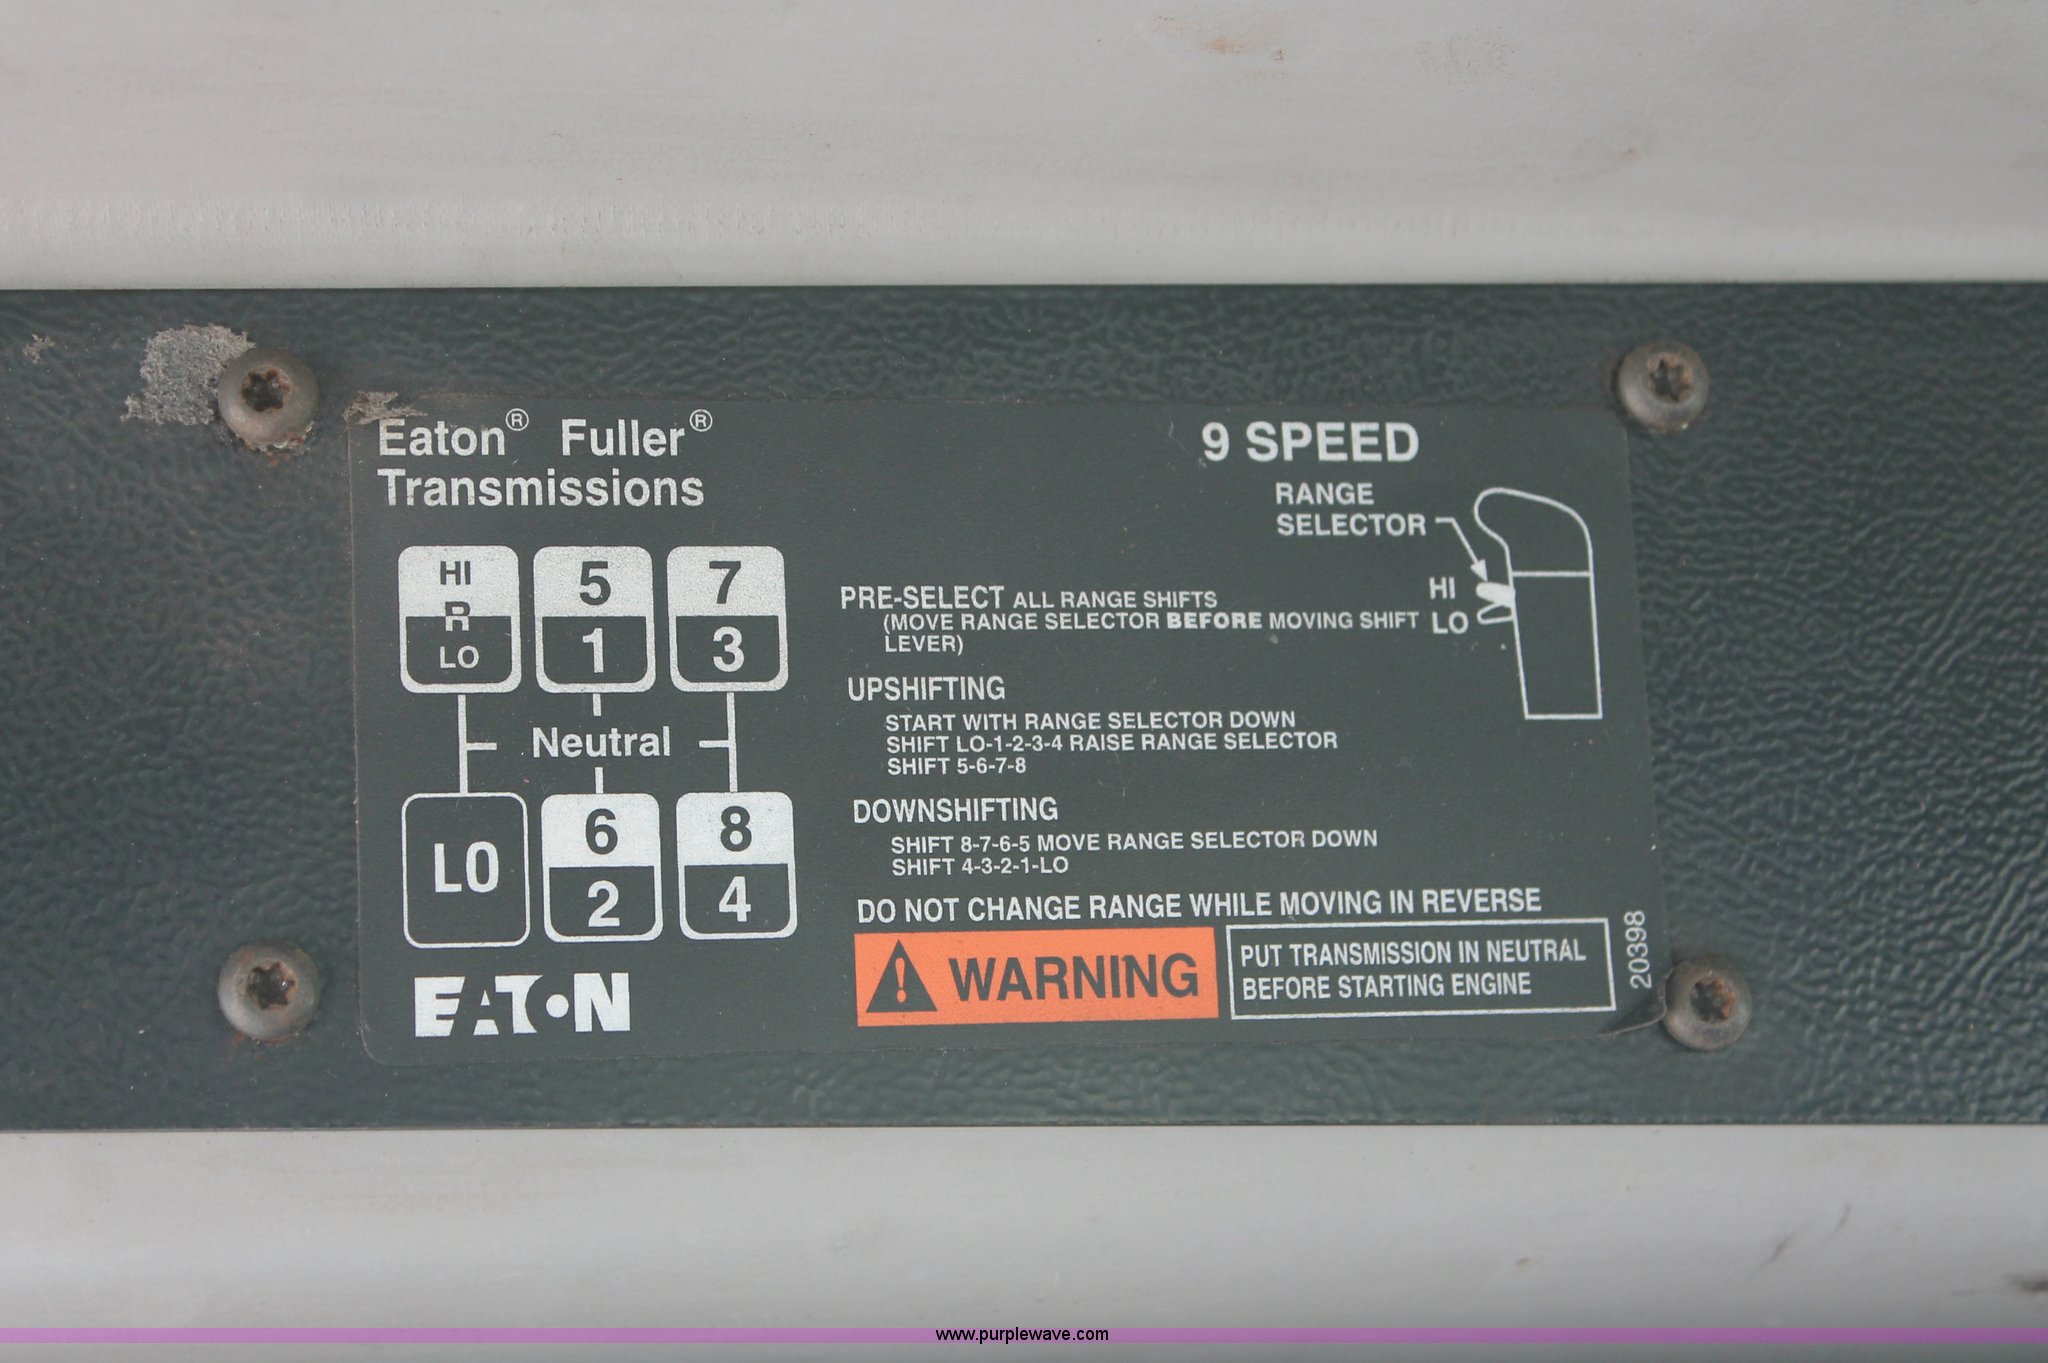 Eaton® Fuller®
Transmissions
9 SPEED
RANGE
SELECTOR
HI
LO
HI
R
LO
5
1
7
3
Neutral
LO
6
2
8
4
EATON
PRE-SELECT ALL RANGE SHIFTS
(MOVE RANGE SELECTOR BEFORE MOVING SHIFT
LEVER)
UPSHIFTING
START WITH RANGE SELECTOR DOWN
SHIFT LO-1-2-3-4 RAISE RANGE SELECTOR
SHIFT 5-6-7-8
DOWNSHIFTING
SHIFT 8-7-6-5 MOVE RANGE SELECTOR DOWN
SHIFT 4-3-2-1-LO
DO NOT CHANGE RANGE WHILE MOVING IN REVERSE
WARNING
PUT TRANSMISSION IN NEUTRAL
BEFORE STARTING ENGINE
20398
www.purplewave.com